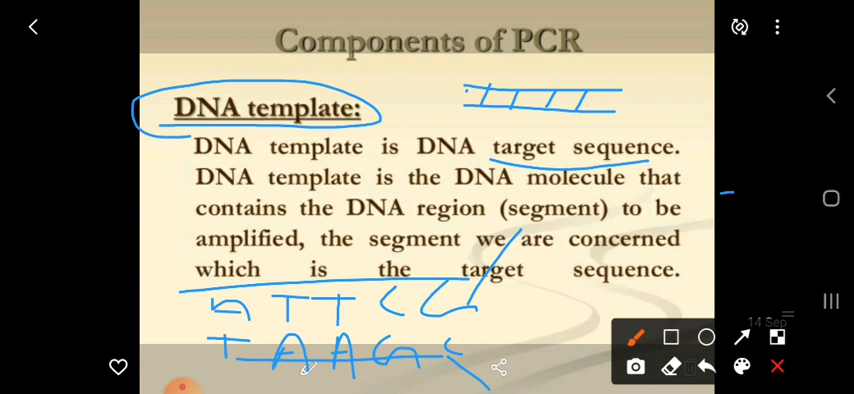 Components of PCR
DNA template:
DNA template is DNA target sequence.
DNA template is the DNA molecule that
contains the DNA region (segment) to be
amplified, the segment we are concerned
which is the target sequence.
A T T C G
T A A G C
14 Sep